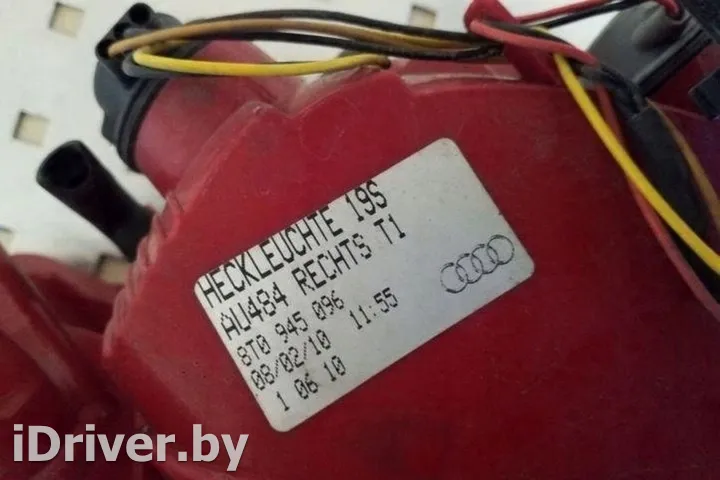 HECKLEUCHTE 19S
AU484 RECHTS T1
8T0 945 096
08/02/10 11:55
1 06 10
iDriver.by